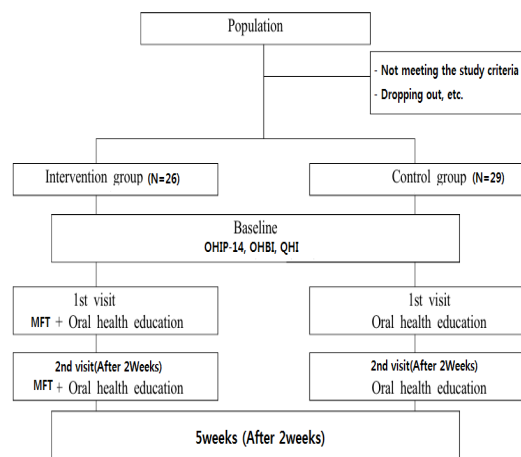 Population
- Not meeting the study criteria
- Dropping out, etc.
Intervention group (N=26)
Control group (N=29)
Baseline
OHIP-14, OHBI, QHI
1st visit
MFT + Oral health education
1st visit
Oral health education
2nd visit(After 2Weeks)
MFT + Oral health education
2nd visit(After 2Weeks)
Oral health education
5weeks (After 2weeks)